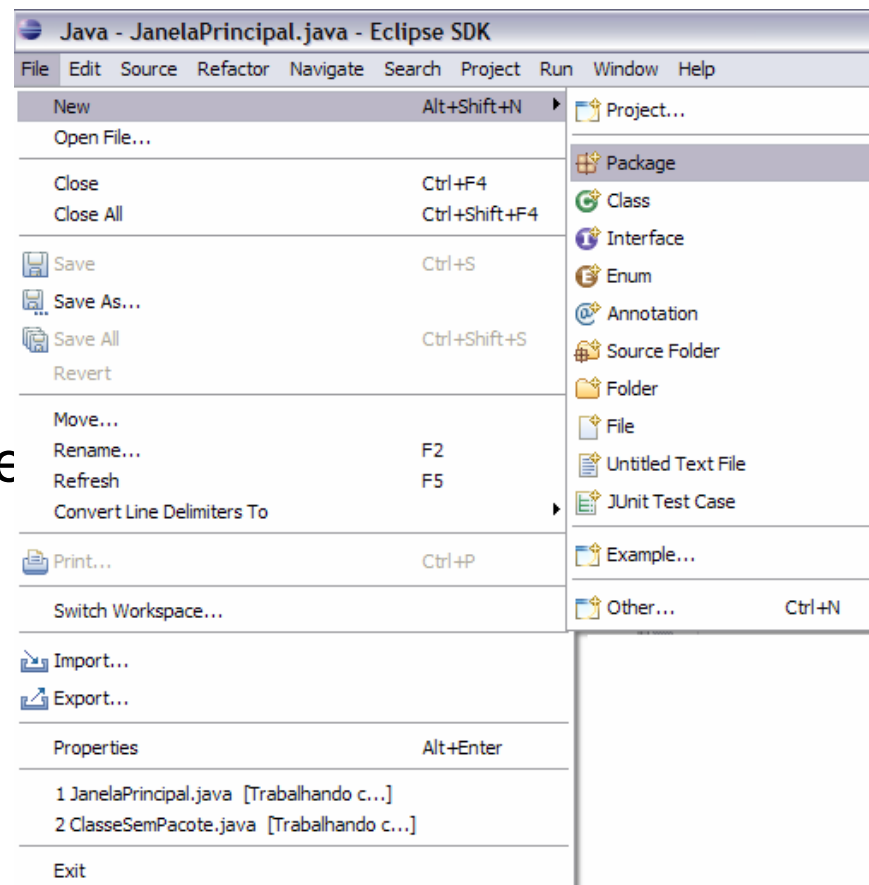 Java - JanelaPrincipal.java - Eclipse SDK
File Edit Source Refactor Navigate Search Project Run Window Help
New Alt+Shift+N
Open File...
Close Ctrl+F4
Close All Ctrl+Shift+F4
Save Ctrl+S
Save As...
Save All Ctrl+Shift+S
Revert
Move...
Rename... F2
Refresh F5
Convert Line Delimiters To
Print... Ctrl+P
Switch Workspace...
Import...
Export...
Properties Alt+Enter
1 JanelaPrincipal.java [Trabalhando c...]
2 ClasseSemPacote.java [Trabalhando c...]
Exit
Project...
Package
Class
Interface
Enum
Annotation
Source Folder
Folder
File
Untitled Text File
JUnit Test Case
Example...
Other... Ctrl+N
e